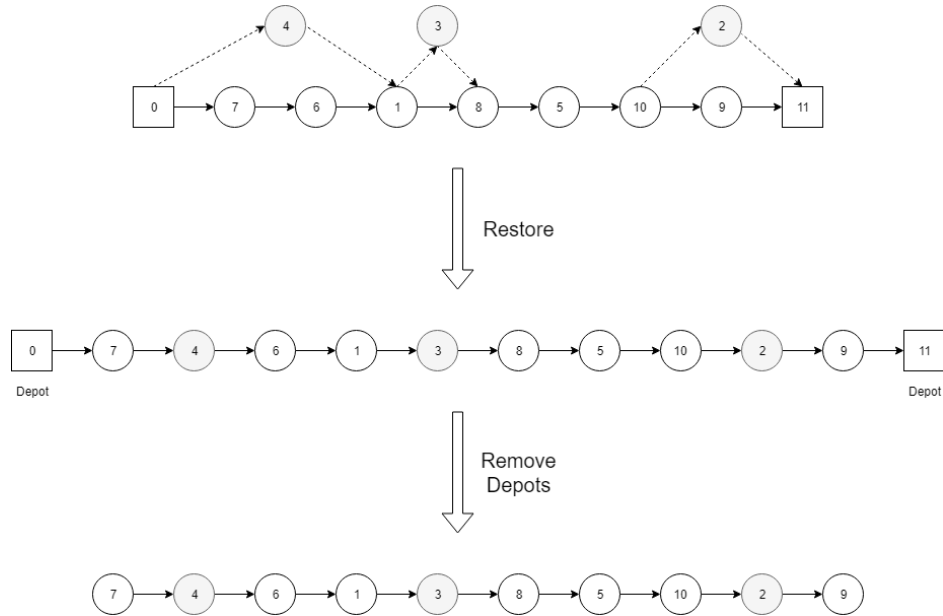 4 3 2
0 7 6 1 8 5 10 9 11
Restore
0 7 4 6 1 3 8 5 10 2 9 11
Depot Depot
Remove
Depots
7 4 6 1 3 8 5 10 2 9